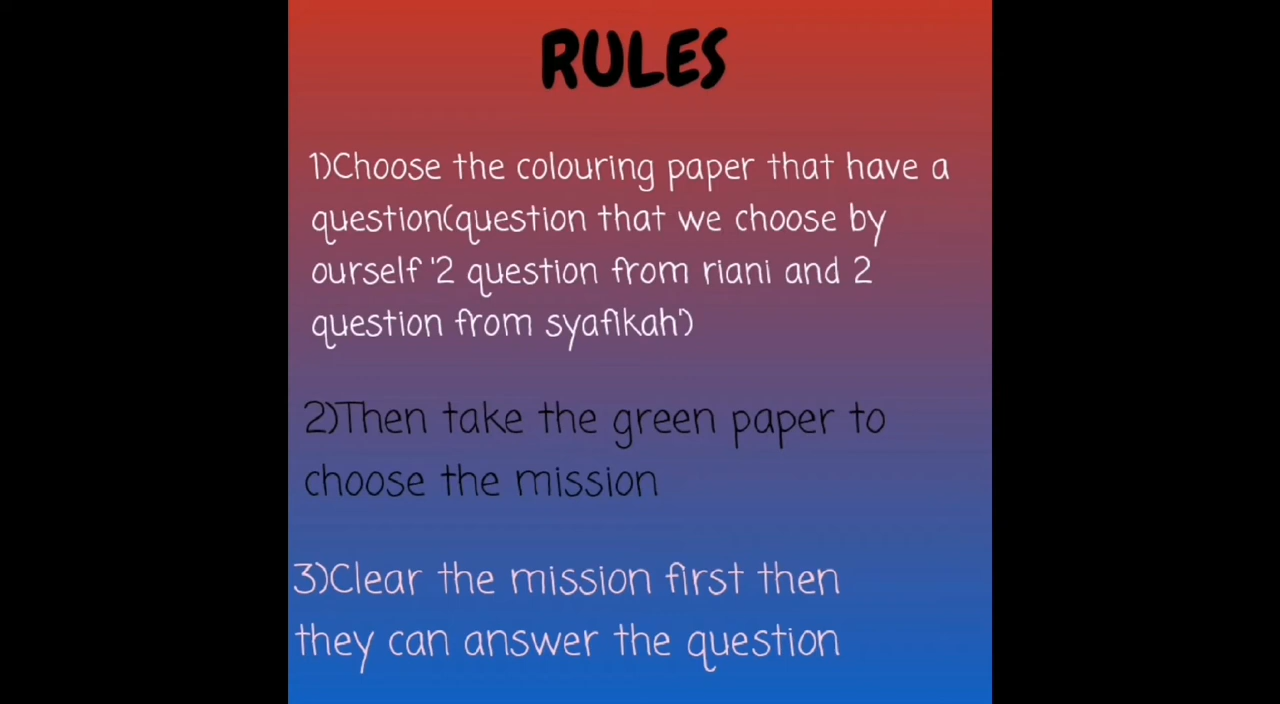 RULES
1)Choose the colouring paper that have a
question(question that we choose by
ourself '2 question from riani and 2
question from syafikah')
2)Then take the green paper to
choose the mission
3)Clear the mission first then
they can answer the question